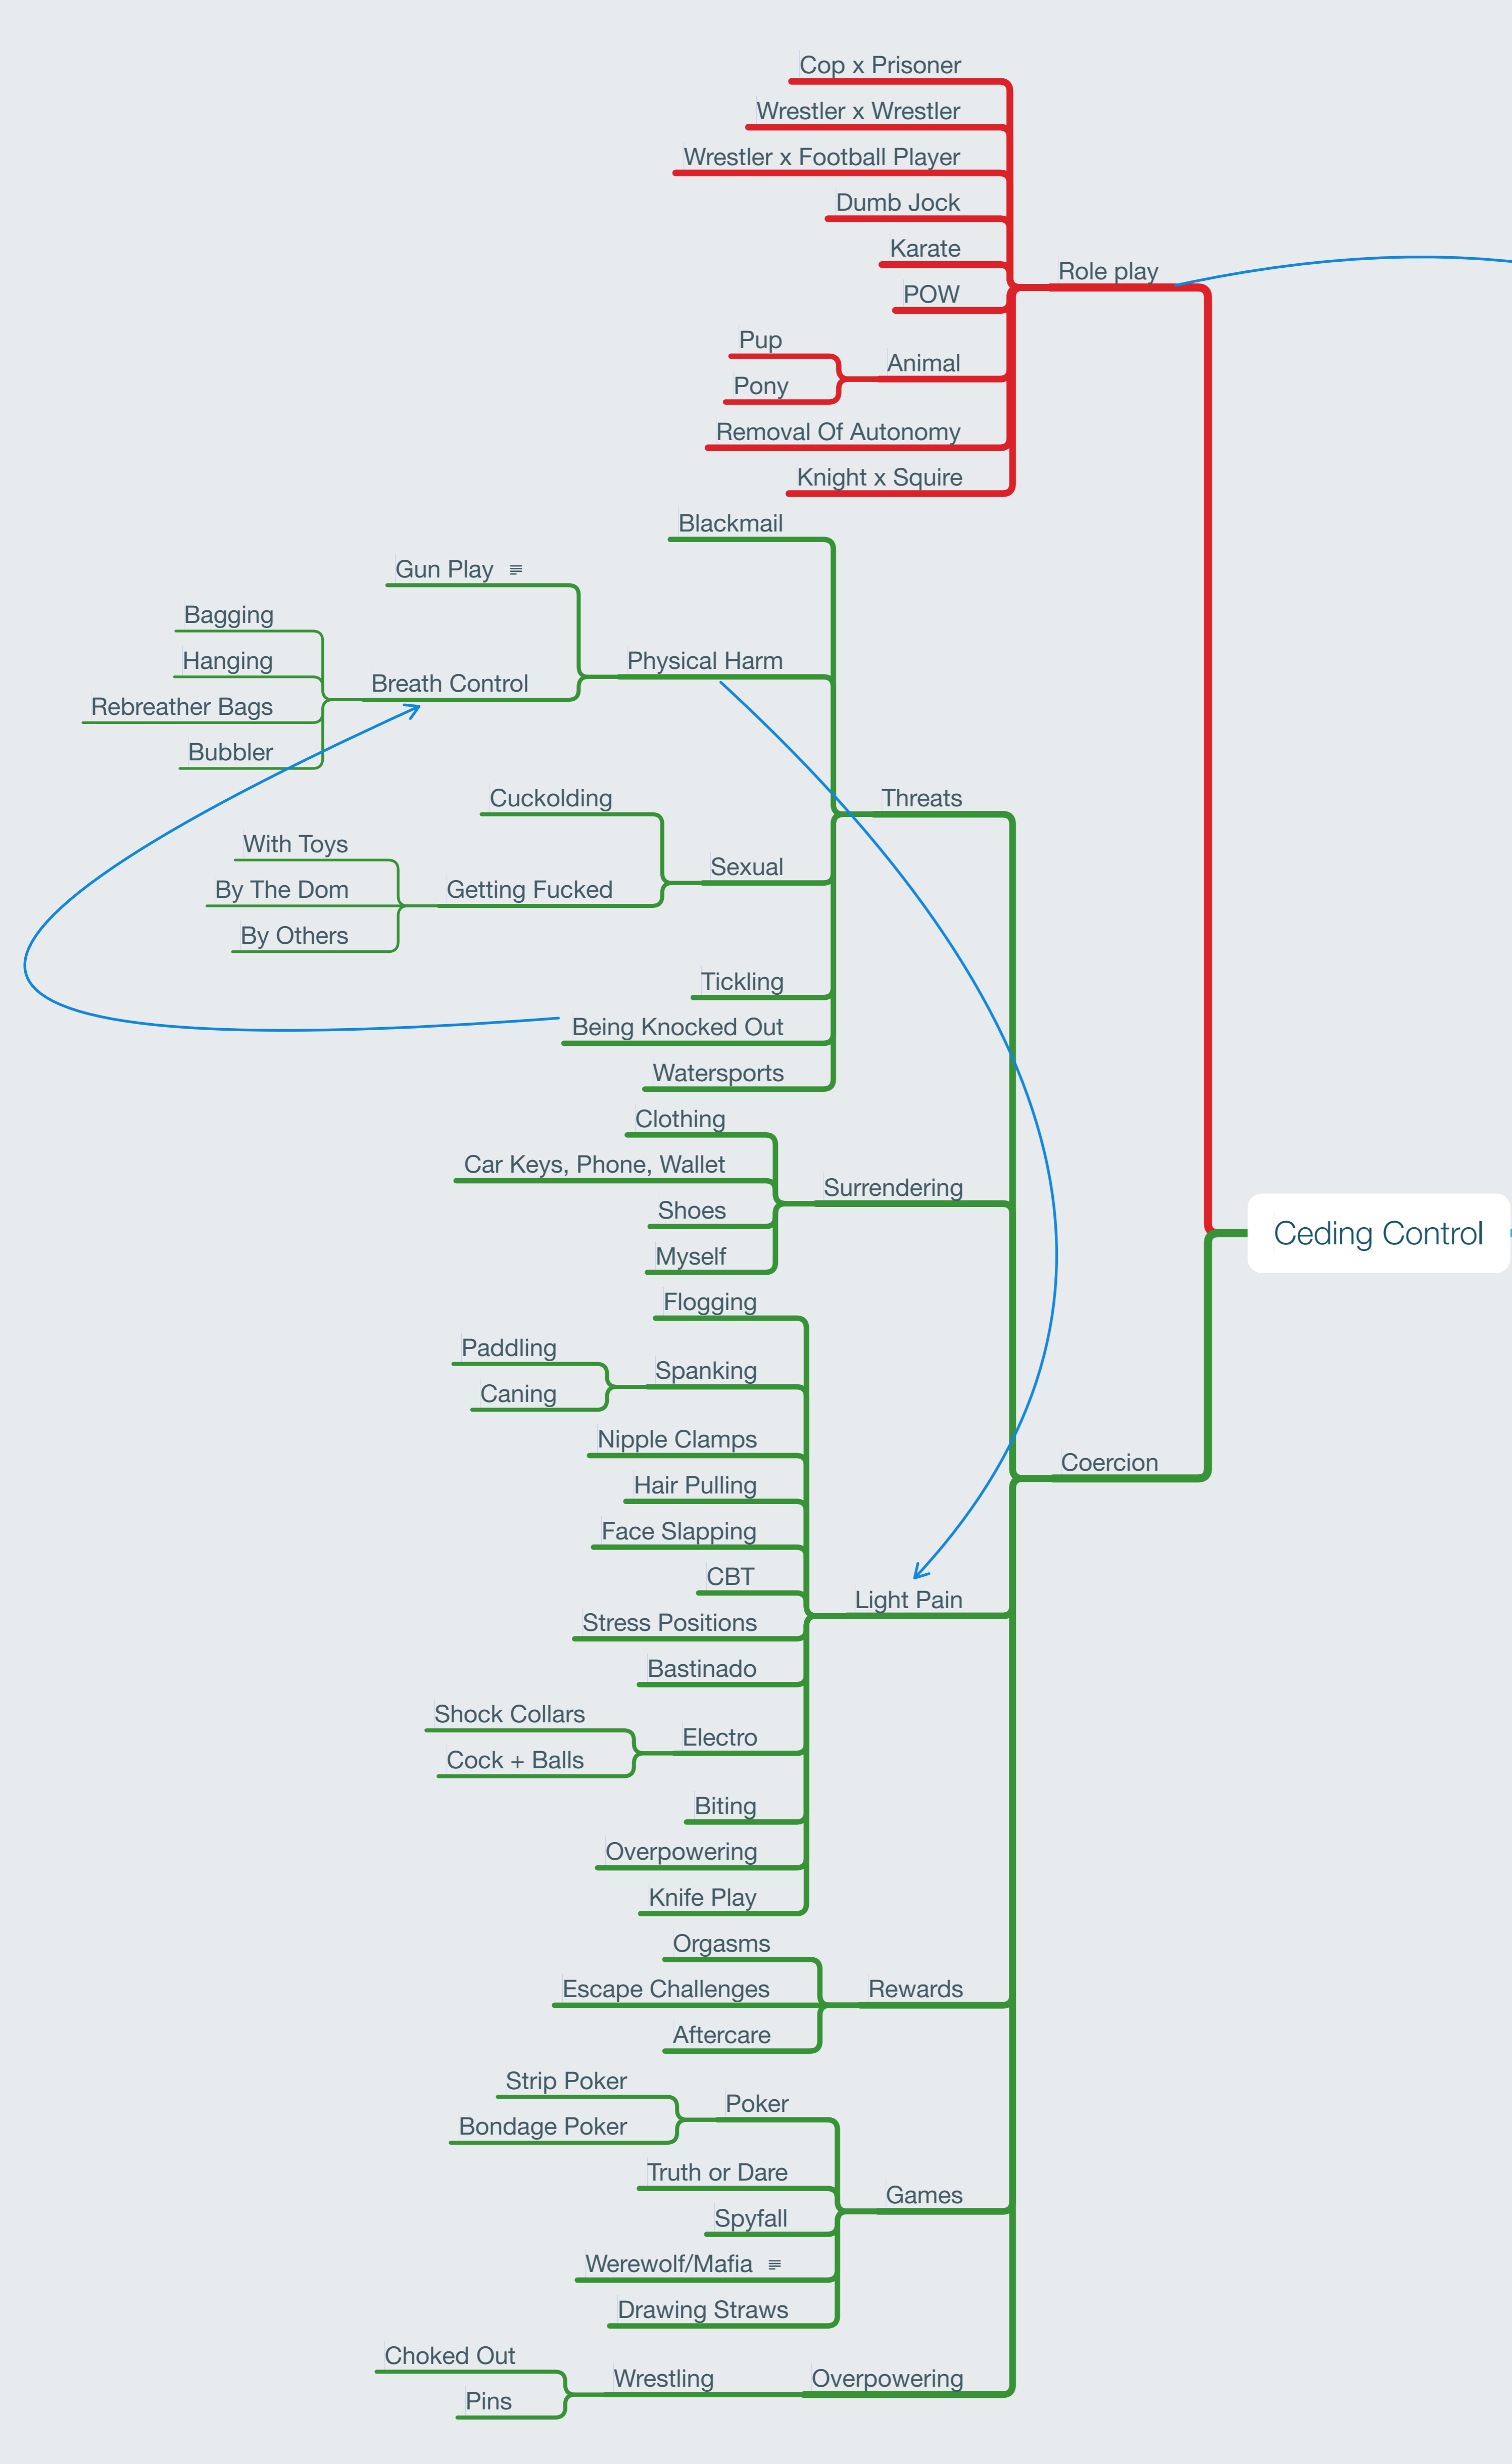 Cop x Prisoner
Wrestler x Wrestler
Wrestler x Football Player
Dumb Jock
Karate
Role play
POW
Pup
Animal
Pony
Removal Of Autonomy
Knight x Squire
Blackmail
Gun Play
Bagging
Hanging
Physical Harm
Breath Control
Rebreather Bags
Bubbler
Cuckolding
Threats
With Toys
Sexual
By The Dom
Getting Fucked
By Others
Tickling
Being Knocked Out
Watersports
Clothing
Car Keys, Phone, Wallet
Surrendering
Shoes
Myself
Ceding Control
Flogging
Paddling
Spanking
Caning
Nipple Clamps
Coercion
Hair Pulling
Face Slapping
CBT
Light Pain
Stress Positions
Bastinado
Shock Collars
Electro
Cock + Balls
Biting
Overpowering
Knife Play
Orgasms
Escape Challenges
Rewards
Aftercare
Strip Poker
Poker
Bondage Poker
Truth or Dare
Games
Spyfall
Werewolf/Mafia
Drawing Straws
Choked Out
Wrestling
Overpowering
Pins